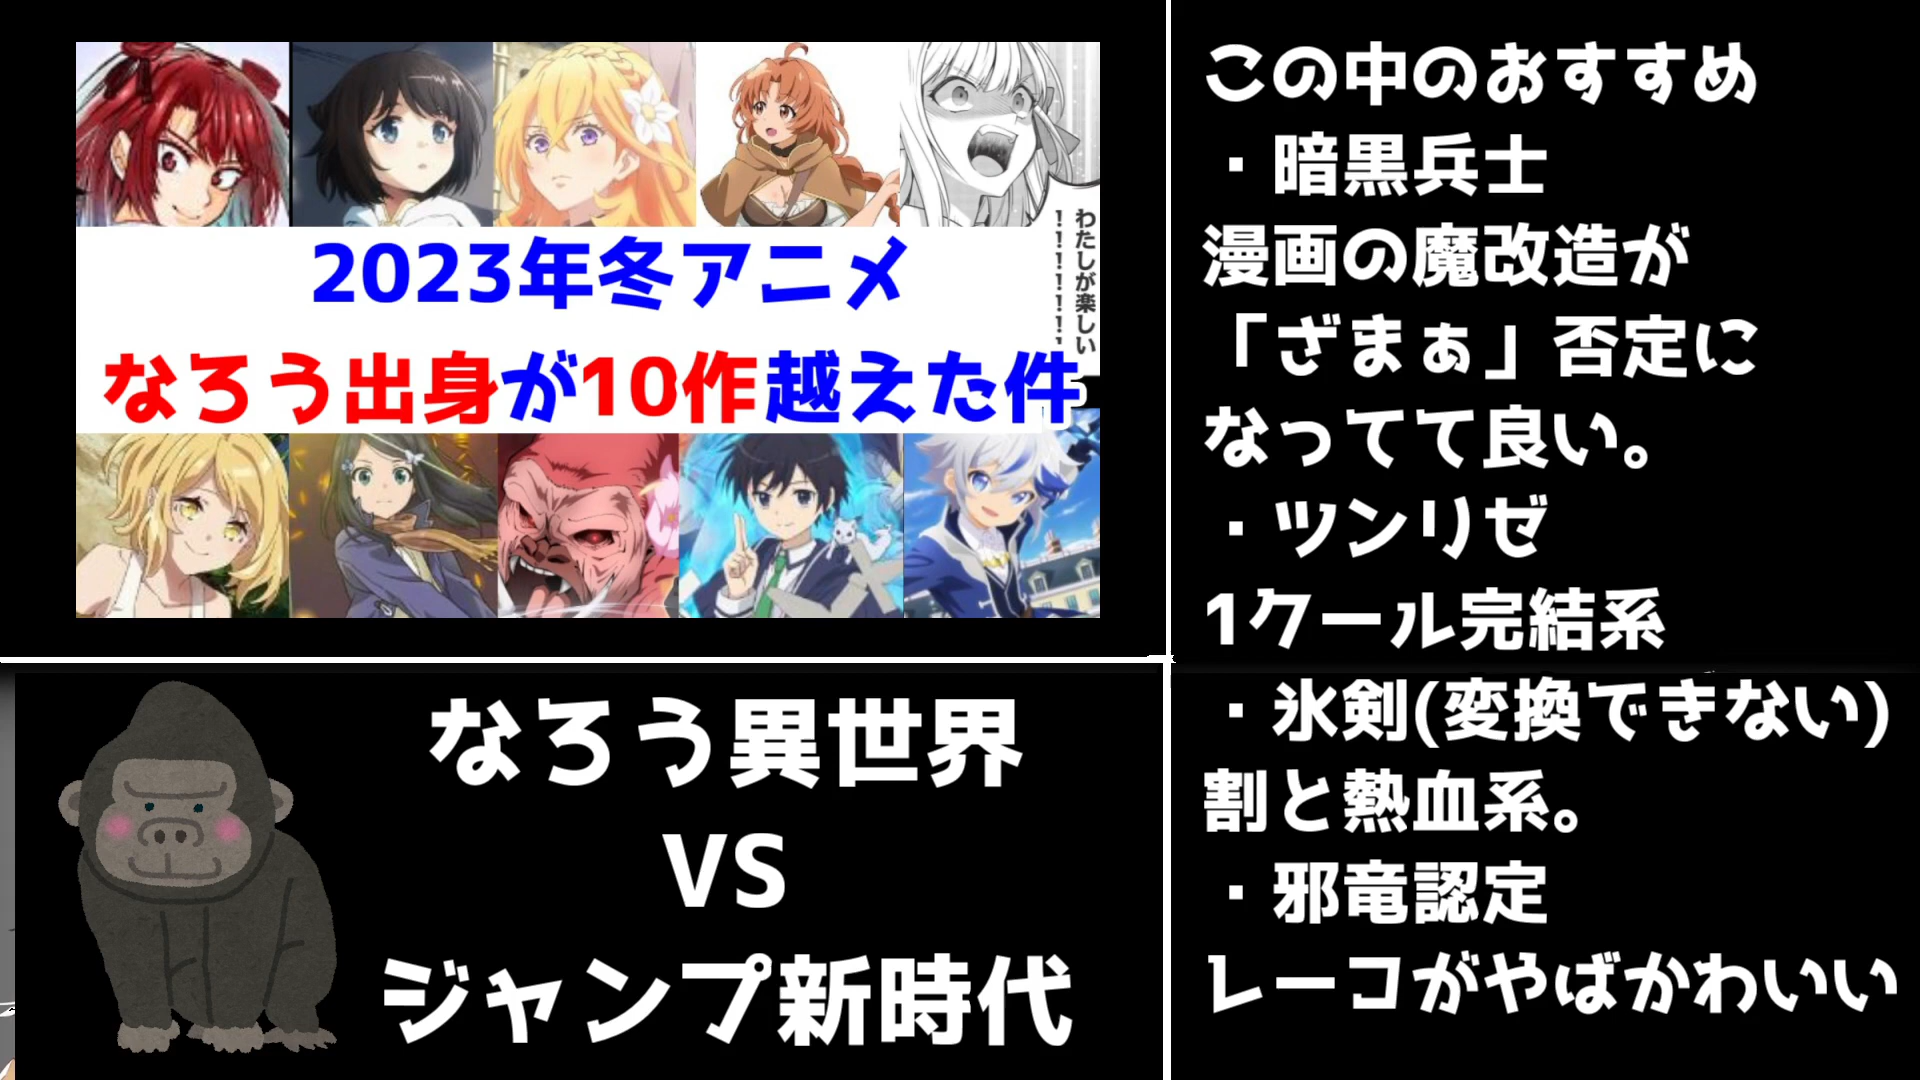 わたしが楽しい
!!!!!!!!
2023年冬アニメ
なろう出身が10作越えた件
なろう異世界
VS
ジャンプ新時代
この中のおすすめ
・暗黒兵士
漫画の魔改造が
「ざまぁ」否定に
なってて良い。
・ツンリゼ
1クール完結系
・氷剣(変換できない)
割と熱血系。
・邪竜認定
レーコがやばかわいい